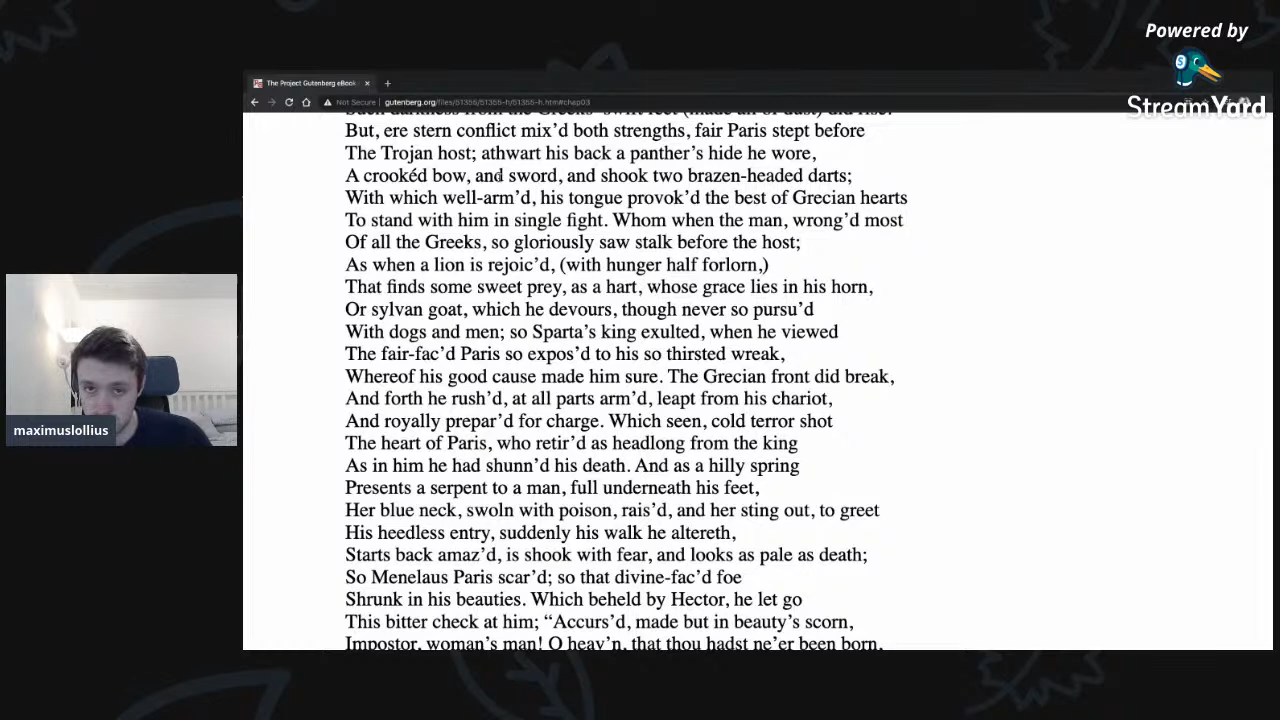 Powered by
StreamYard
The Project Gutenberg eBook
Not Secure | gutenberg.org/files/51355-h/51355-h.htm#chap03
Such darkness from the Greeks' swift feet (made all of dust) did rise.
But, ere stern conflict mix’d both strengths, fair Paris stept before
The Trojan host; athwart his back a panther’s hide he wore,
A crookéd bow, and sword, and shook two brazen-headed darts;
With which well-arm’d, his tongue provok’d the best of Grecian hearts
To stand with him in single fight. Whom when the man, wrong’d most
Of all the Greeks, so gloriously saw stalk before the host;
As when a lion is rejoic’d, (with hunger half forlorn,)
That finds some sweet prey, as a hart, whose grace lies in his horn,
Or sylvan goat, which he devours, though never so pursu’d
With dogs and men; so Sparta’s king exulted, when he viewed
The fair-fac’d Paris so expos’d to his so thirsted wreak,
Whereof his good cause made him sure. The Grecian front did break,
And forth he rush’d, at all parts arm’d, leapt from his chariot,
And royally prepar’d for charge. Which seen, cold terror shot
The heart of Paris, who retir’d as headlong from the king
As in him he had shunn’d his death. And as a hilly spring
Presents a serpent to a man, full underneath his feet,
Her blue neck, swoln with poison, rais’d, and her sting out, to greet
His heedless entry, suddenly his walk he altereth,
Starts back amaz’d, is shook with fear, and looks as pale as death;
So Menelaus Paris scar’d; so that divine-fac’d foe
Shrunk in his beauties. Which beheld by Hector, he let go
This bitter check at him; “Accurs’d, made but in beauty’s scorn,
Impostor, woman’s man! O heav’n, that thou hadst ne’er been born,
maximuslollius